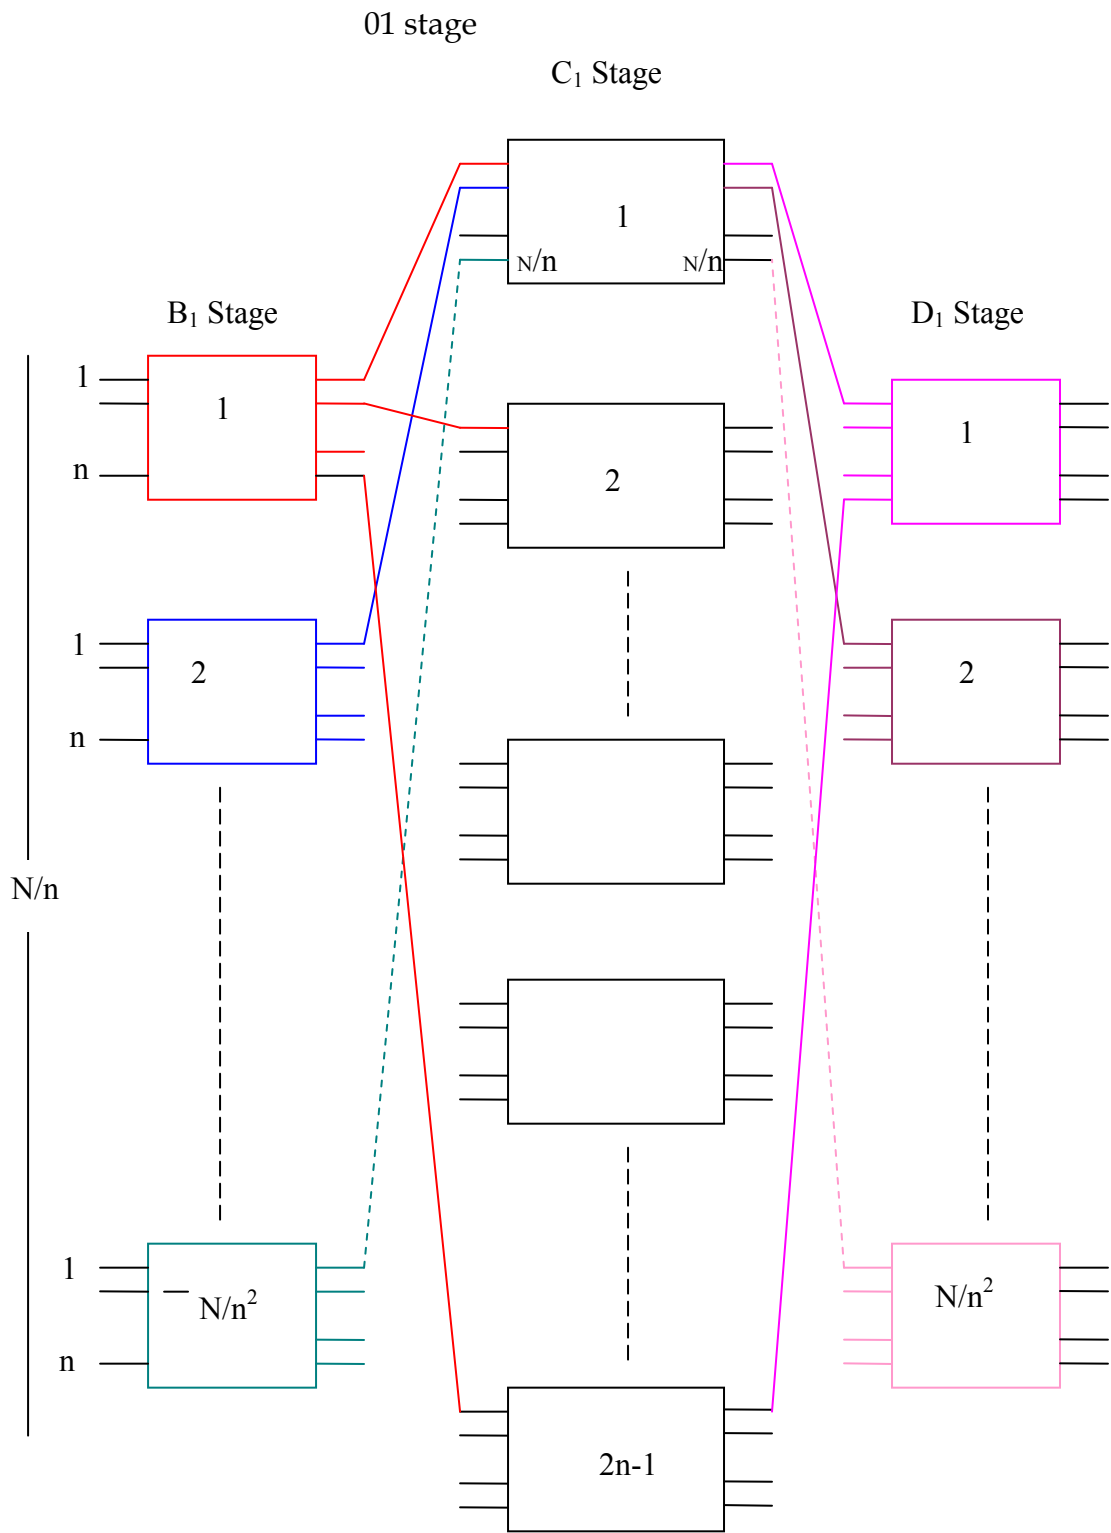 01 stage
C₁ Stage
1
N/n N/n
B₁ Stage
D₁ Stage
1
1
n
1
2
1
1
2
n
2
N/n
1
N/n²
n
N/n²
2n-1